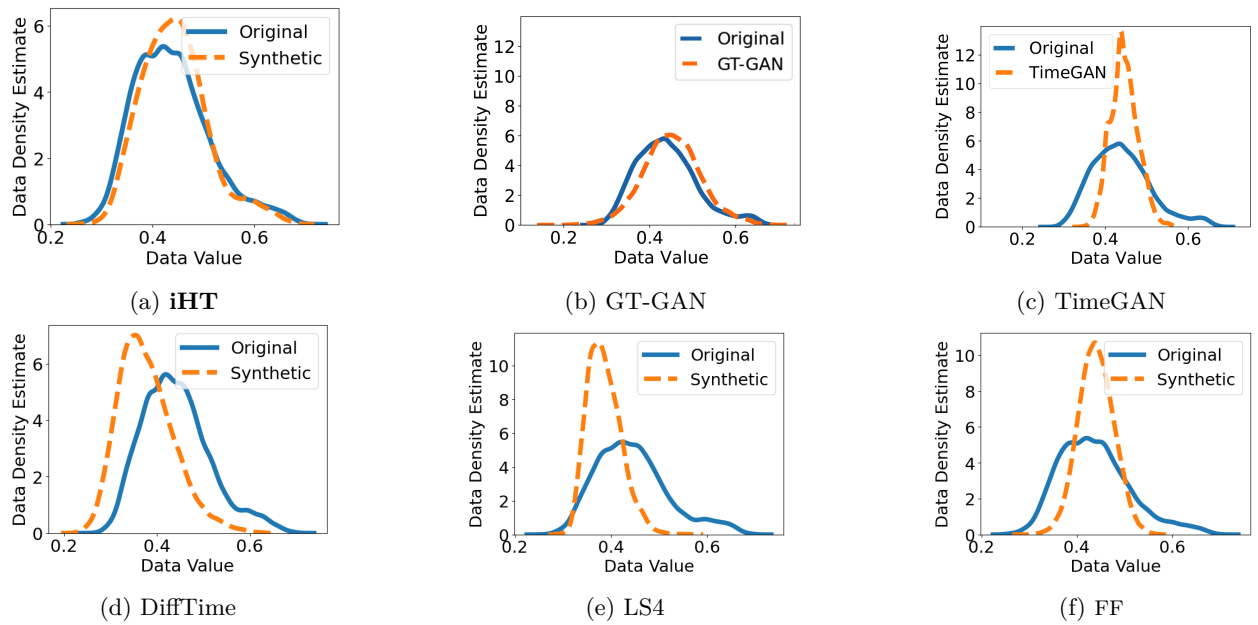 Data Density Estimate
6
4
2
0
0.2 0.4 0.6
Data Value
Original
Synthetic
(a) iHT
Data Density Estimate
12
10
8
6
4
2
0
0.2 0.4 0.6
Data Value
Original
GT-GAN
(b) GT-GAN
Data Density Estimate
12
10
8
6
4
2
0
0.2 0.4 0.6
Data Value
Original
TimeGAN
(c) TimeGAN
Data Density Estimate
6
4
2
0
0.2 0.4 0.6
Data Value
Original
Synthetic
(d) DiffTime
Data Density Estimate
10
8
6
4
2
0
0.2 0.4 0.6
Data Value
Original
Synthetic
(e) LS4
Data Density Estimate
10
8
6
4
2
0
0.2 0.4 0.6
Data Value
Original
Synthetic
(f) FF